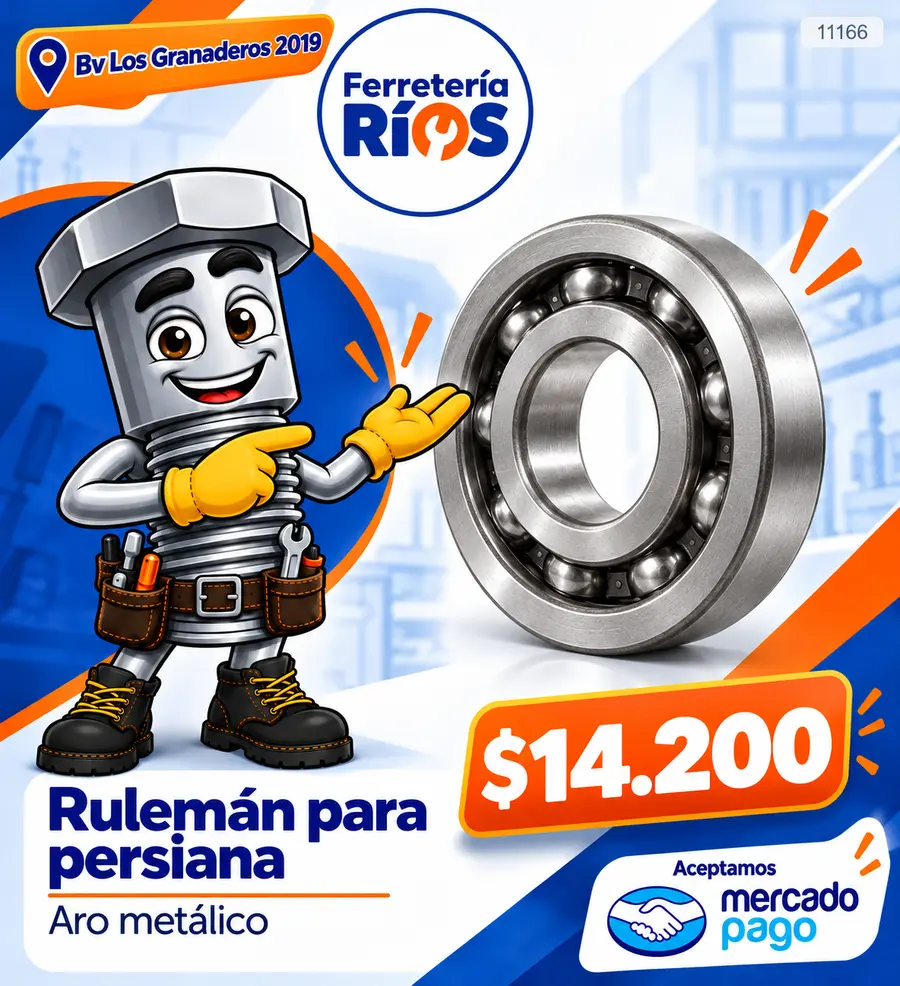 Bv Los Granaderos 2019
Ferretería
RÍOS
11166
$14.200
Rulemán para
persiana
Aro metálico
Aceptamos
mercado
pago